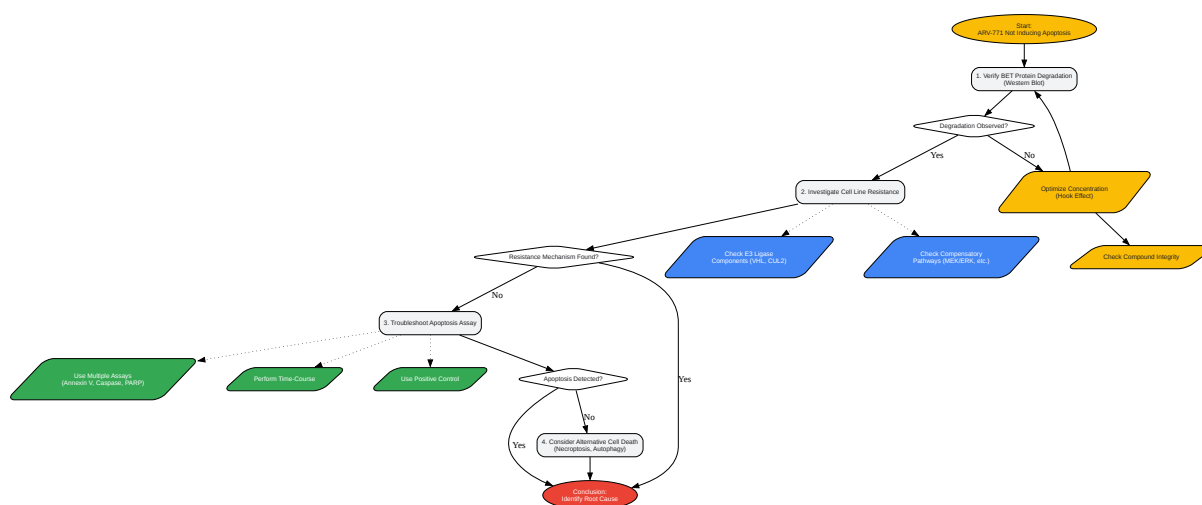 Start:
ARV-771 Not Inducing Apoptosis
1. Verify BET Protein Degradation
(Western Blot)
Degradation Observed?
Yes
No
2. Investigate Cell Line Resistance
Optimize Concentration
(Hook Effect)
Resistance Mechanism Found?
Check E3 Ligase
Components (VHL, CUL2)
Check Compensatory
Pathways (MEK/ERK, etc.)
Check Compound Integrity
No
3. Troubleshoot Apoptosis Assay
Use Multiple Assays
(Annexin V, Caspase, PARP)
Perform Time-Course
Use Positive Control
Apoptosis Detected?
Yes
No
Yes
4. Consider Alternative Cell Death
(Necroptosis, Autophagy)
Conclusion:
Identify Root Cause